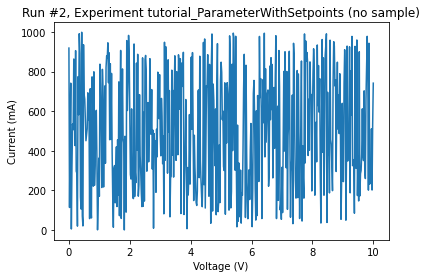 Run #2, Experiment tutorial_ParameterWithSetpoints (no sample)
1000
800
600
400
200
0
Current (mA)
0 2 4 6 8 10
Voltage (V)